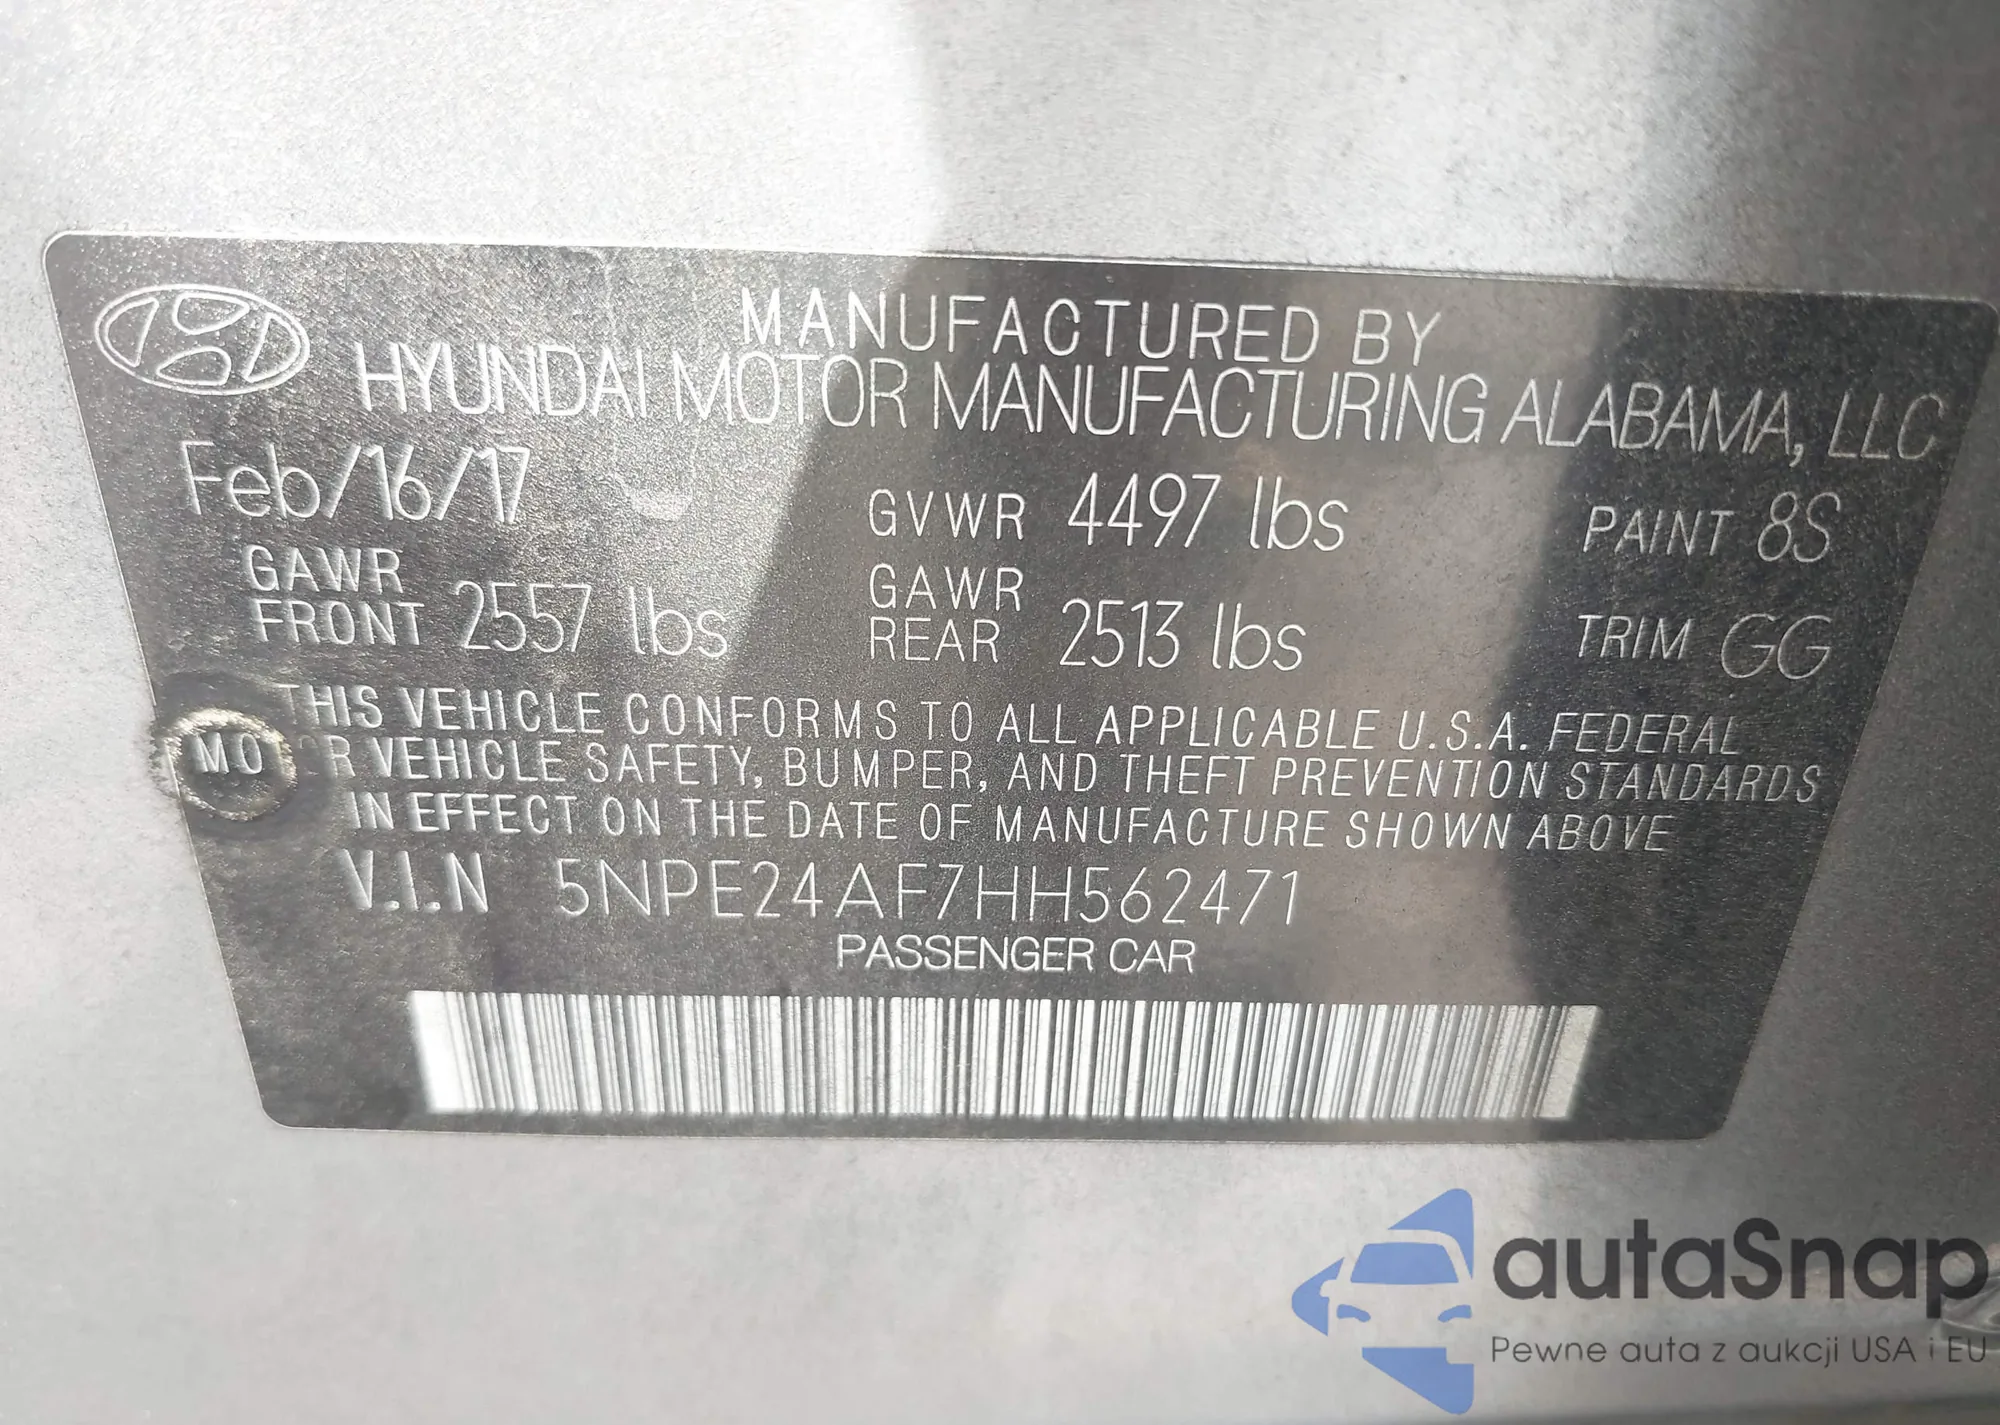 MANUFACTURED BY
HYUNDAI MOTOR MANUFACTURING ALABAMA, LLC
Feb/16/17 GVWR 4497 lbs PAINT 8S
GAWR FRONT 2557 lbs GAWR REAR 2513 lbs TRIM GG
THIS VEHICLE CONFORMS TO ALL APPLICABLE U.S.A. FEDERAL
MOTOR VEHICLE SAFETY, BUMPER, AND THEFT PREVENTION STANDARDS
IN EFFECT ON THE DATE OF MANUFACTURE SHOWN ABOVE
V.I.N 5NPE24AF7HH562471
PASSENGER CAR
autaSnap
Pewne auta z aukcji USA i EU